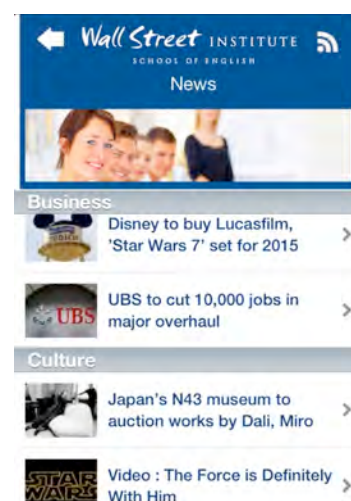 Wall Street INSTITUTE
SCHOOL OF ENGLISH
News
Business
Disney to buy Lucasfilm,
'Star Wars 7' set for 2015
UBS
UBS to cut 10,000 jobs in
major overhaul
Culture
Japan's N43 museum to
auction works by Dali, Miro
STAR
WARS
Video : The Force is Definitely
With Him